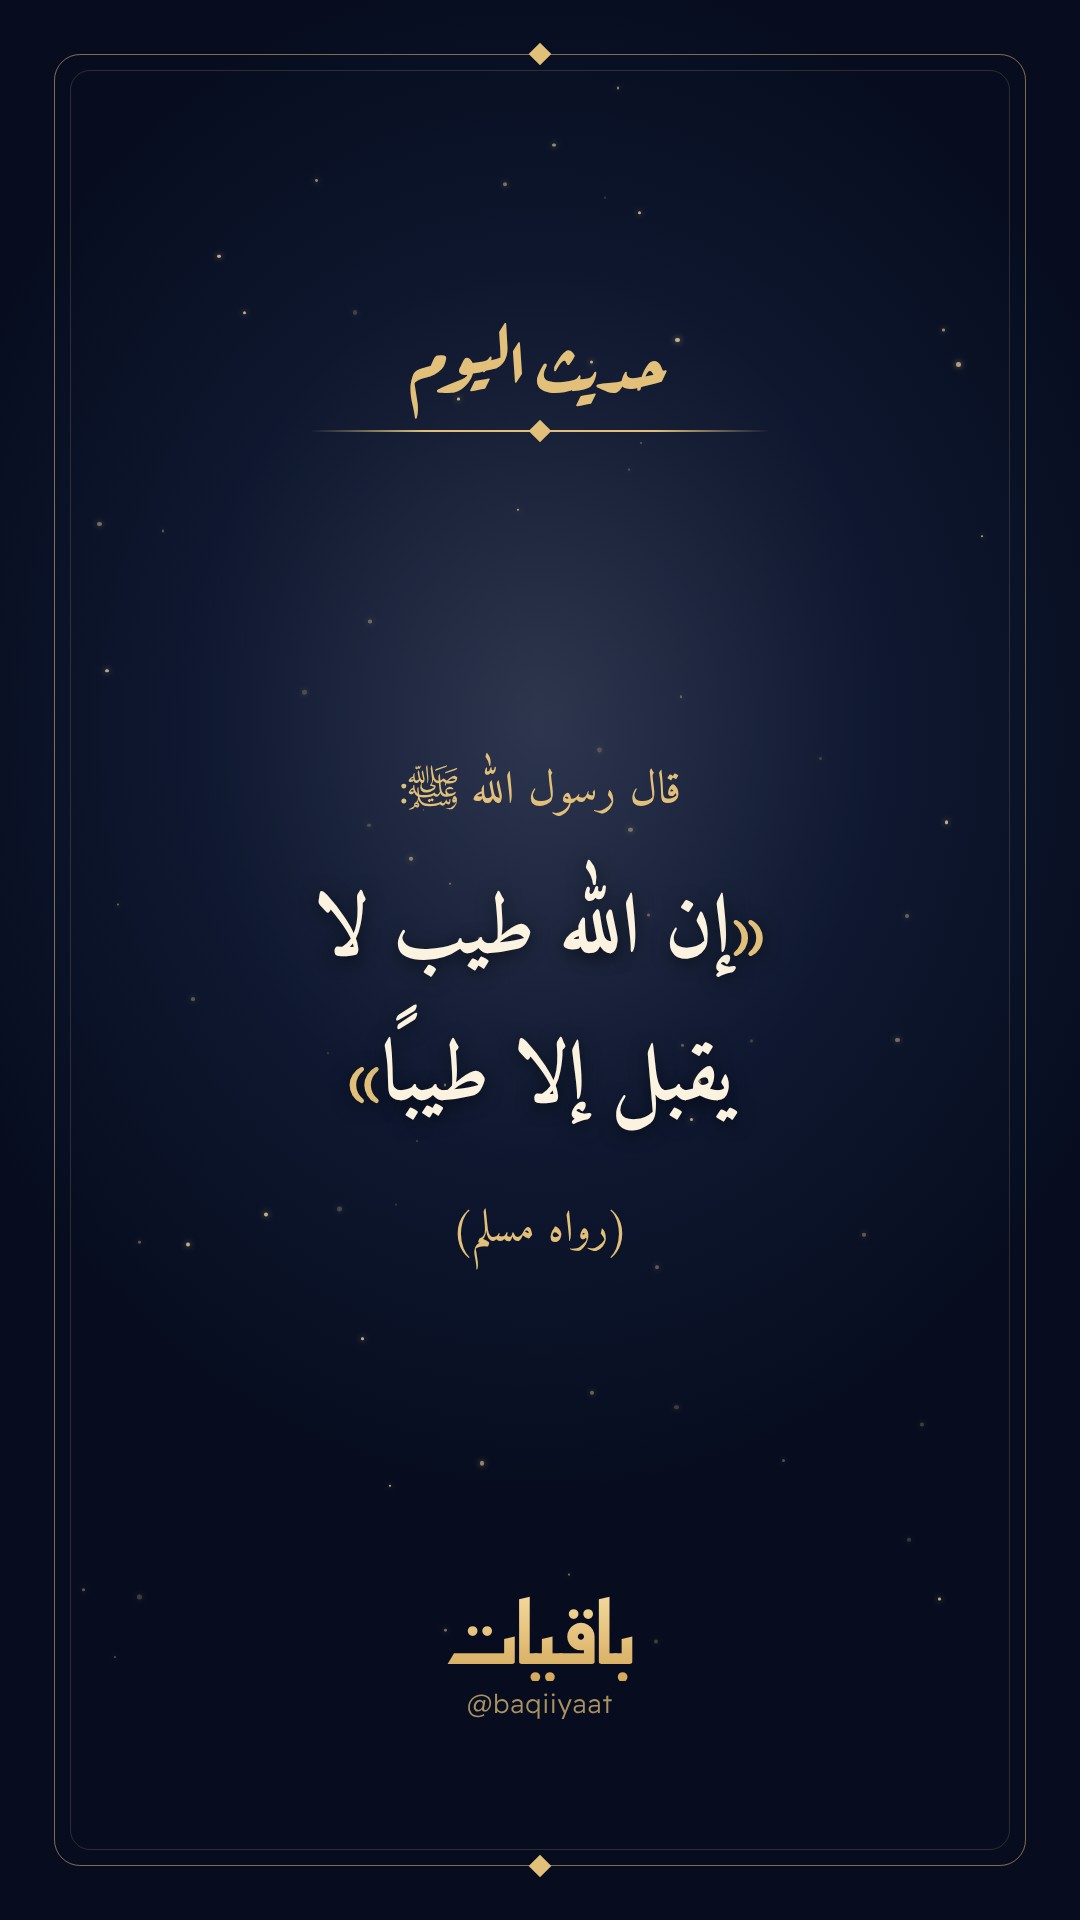 حديث اليوم
قال رسول الله ﷺ:
«إن الله طيب لا
يقبل إلا طيباً»
(رواه مسلم)
باقيات
@baqiiyaat